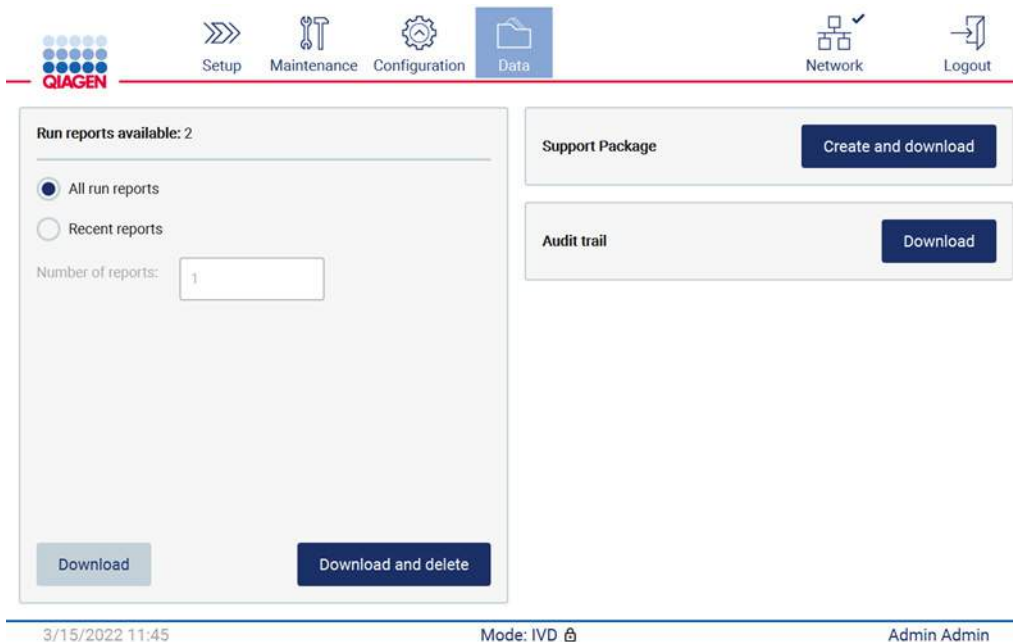 QIAGEN
Setup
Maintenance
Configuration
Data
Network
Logout
Run reports available: 2
All run reports
Recent reports
Number of reports:
1
Download
Download and delete
Support Package
Create and download
Audit trail
Download
3/15/2022 11:45
Mode: IVD
Admin Admin